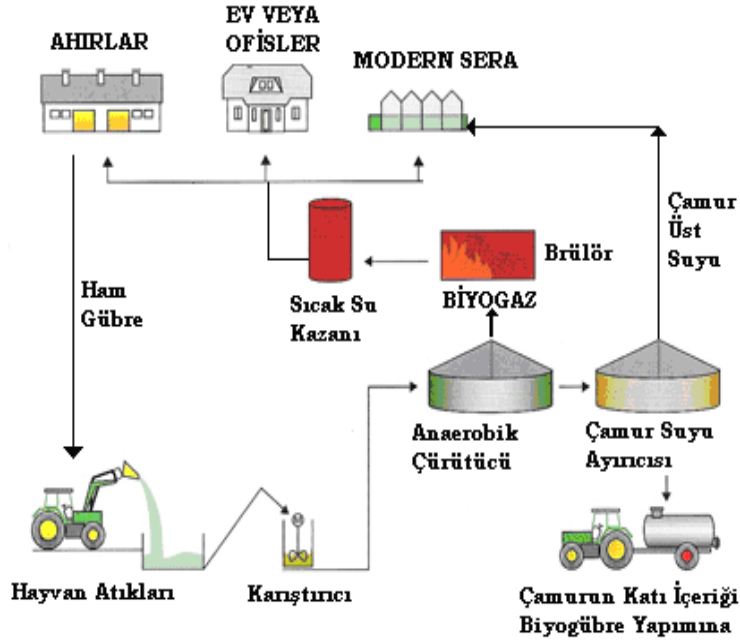 AHIRLAR
EV VEYA
OFİSLER
MODERN SERA
Ham
Gübre
Sıcak Su
Kazanı
Brülör
BİYOGAZ
Çamur
Üst
Suyu
Anaerobik
Çürütücü
Çamur Suyu
Ayırıcısı
Hayvan Atıkları
Karıştırıcı
Çamurun Katı İçeriği
Biyogübre Yapımına